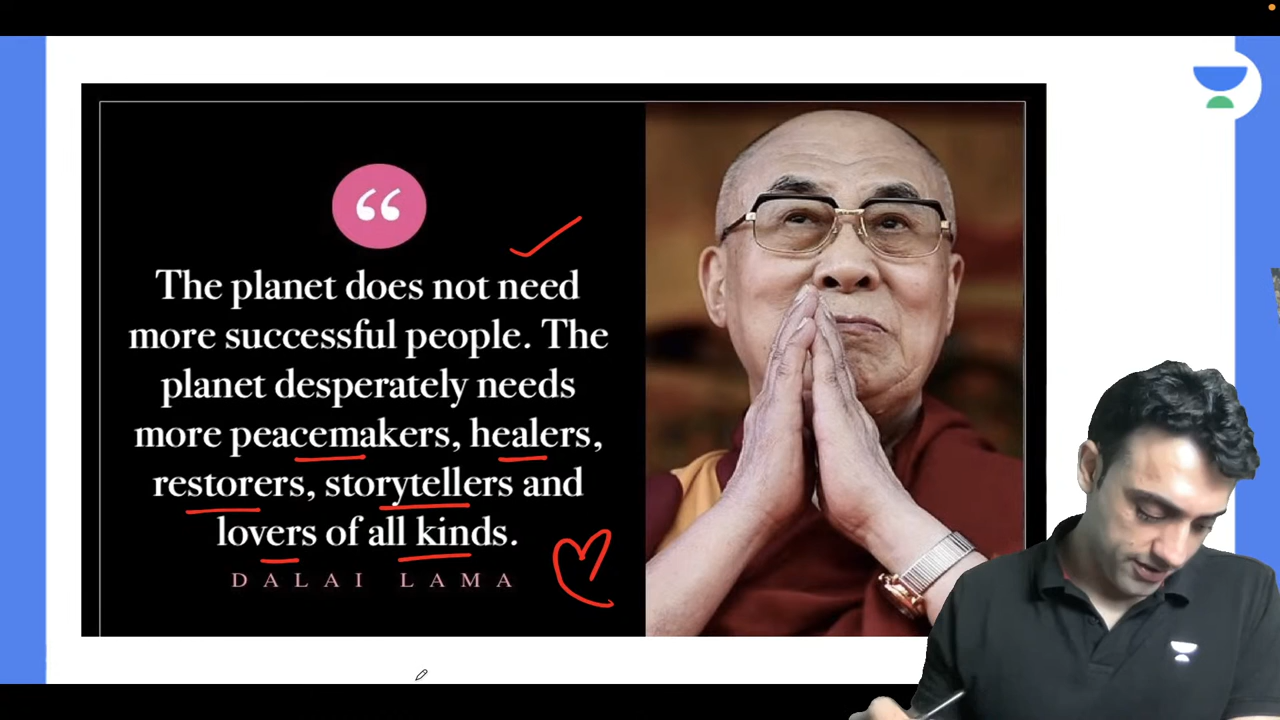 “
The planet does not need
more successful people. The
planet desperately needs
more peacemakers, healers,
restorers, storytellers and
lovers of all kinds.
DALAI LAMA